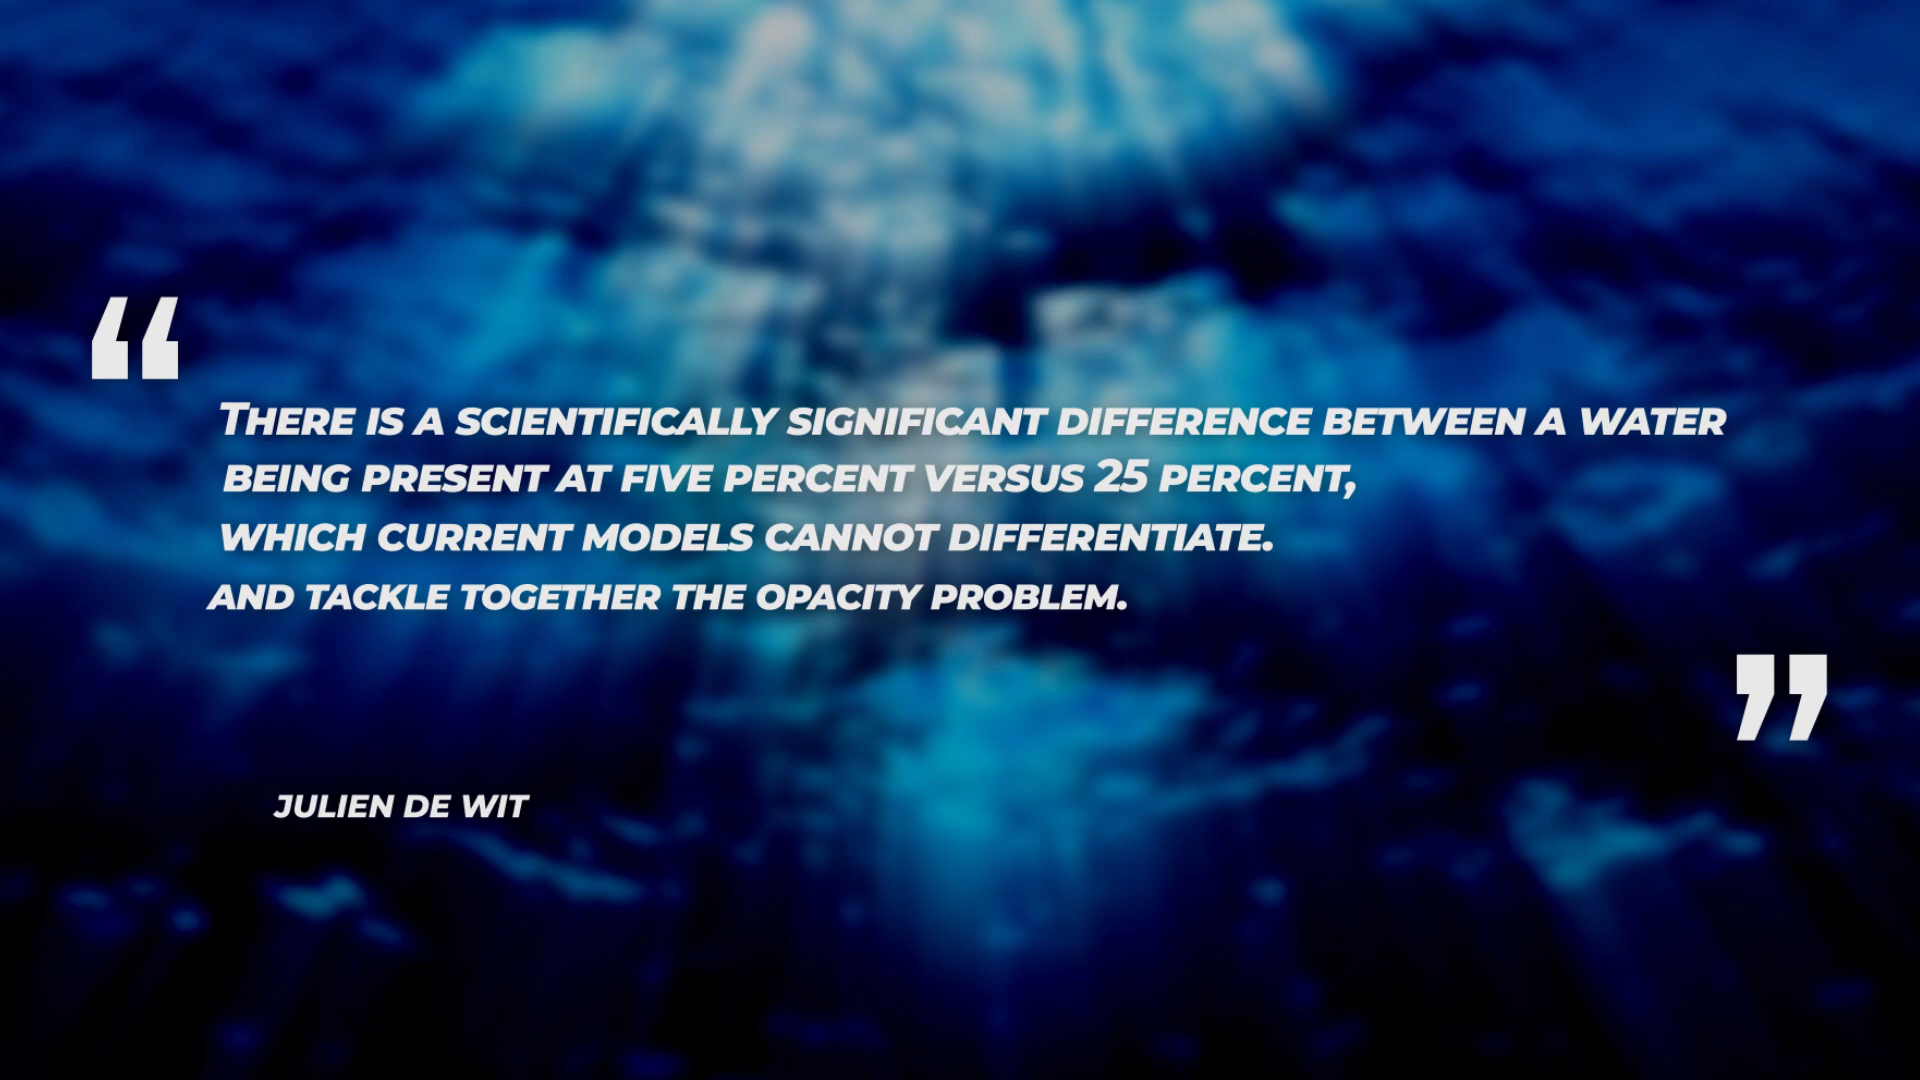 “
There is a scientifically significant difference between a water
being present at five percent versus 25 percent,
which current models cannot differentiate.
and tackle together the opacity problem.
”
Julien de Wit